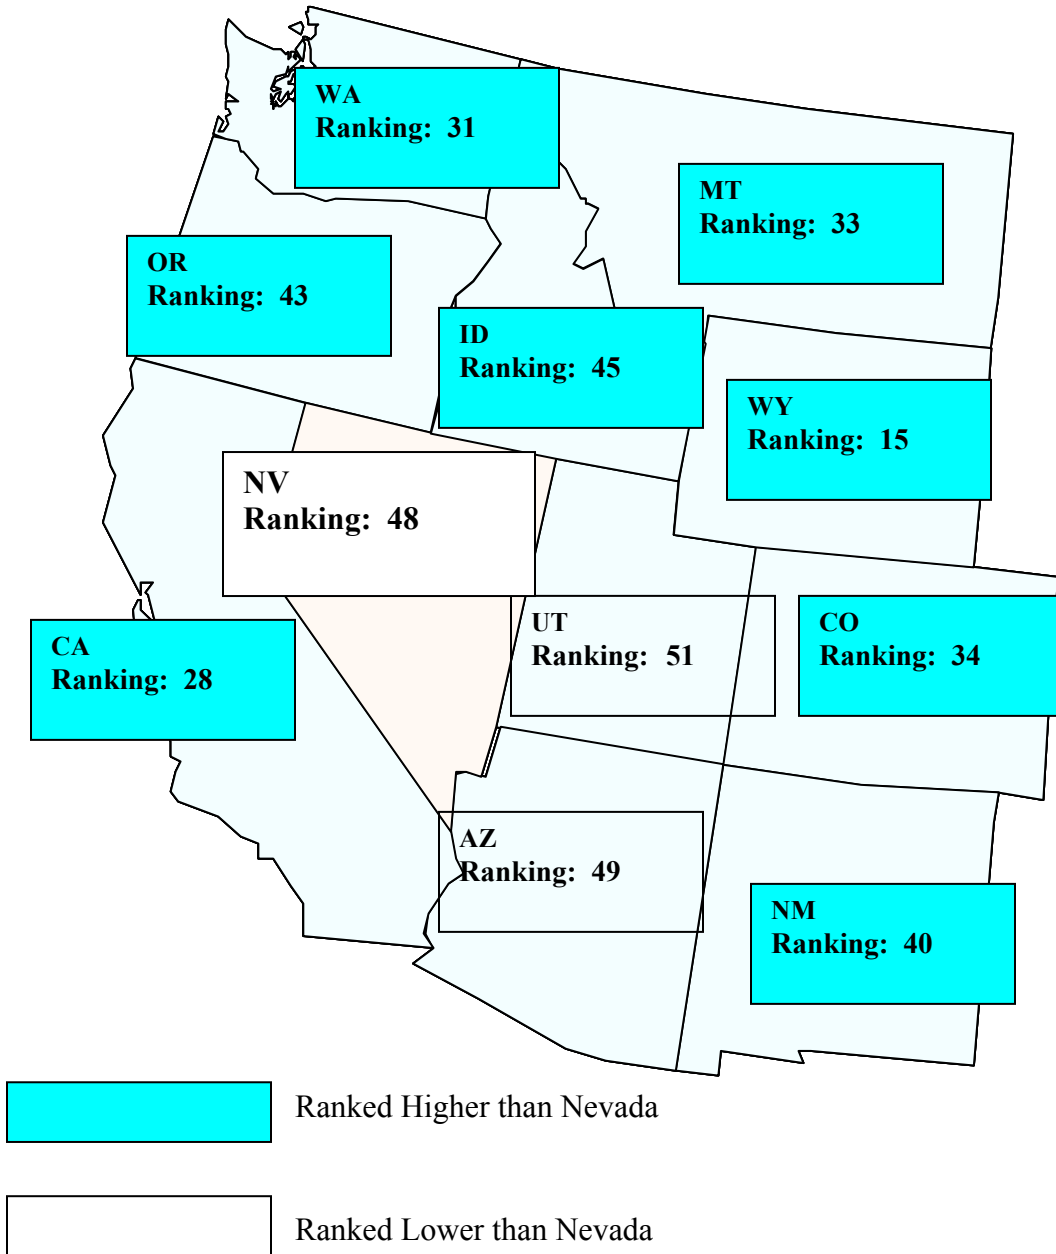 WA
Ranking: 31
MT
Ranking: 33
OR
Ranking: 43
ID
Ranking: 45
WY
Ranking: 15
NV
Ranking: 48
UT
Ranking: 51
CO
Ranking: 34
CA
Ranking: 28
AZ
Ranking: 49
NM
Ranking: 40
Ranked Higher than Nevada
Ranked Lower than Nevada